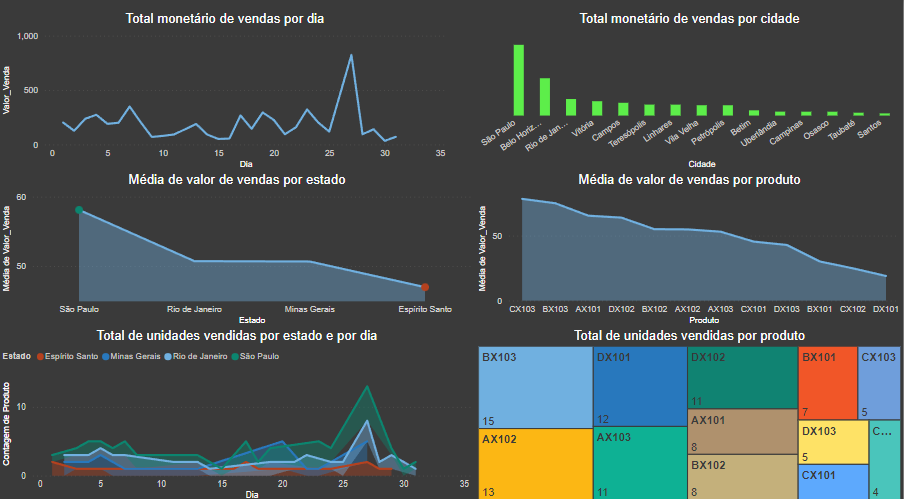 Total monetário de vendas por dia
Valor_Venda
1,000
500
0
0 5 10 15 20 25 30 35
Dia
Total monetário de vendas por cidade
São Paulo
Belo Horiz...
Rio de Jan...
Vitória
Campos
Teresópolis
Linhares
Vila Velha
Petrópolis
Betim
Uberlândia
Campinas
Osasco
Taubaté
Santos
Cidade
Média de valor de vendas por estado
Média de Valor_Venda
60
50
São Paulo Rio de Janeiro Minas Gerais Espírito Santo
Estado
Média de valor de vendas por produto
Média de Valor_Venda
50
0
CX103 BX103 AX101 DX102 BX102 AX102 AX103 CX101 DX103 BX101 CX102 DX101
Produto
Total de unidades vendidas por estado e por dia
Estado Espírito Santo Minas Gerais Rio de Janeiro São Paulo
Contagem de Produto
10
0
0 5 10 15 20 25 30 35
Dia
Total de unidades vendidas por produto
BX103
15
AX102
13
DX101
12
AX103
11
DX102
11
AX101
8
BX102
8
BX101
7
CX103
5
DX103
5
CX101
C...
4